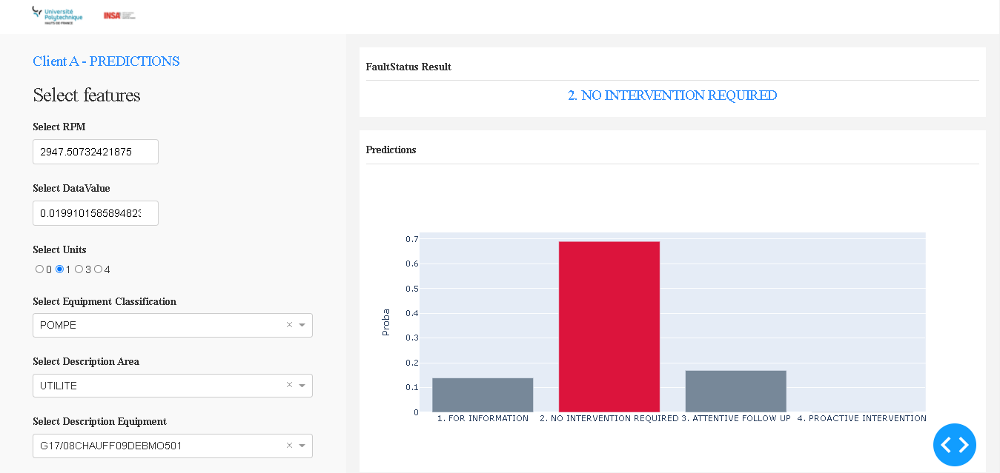 Université
Polytechnique
HAUTS-DE-FRANCE
INSA
Client A - PREDICTIONS
Select features
Select RPM
2947.50732421875
Select DataValue
0.0199101585894823
Select Units
0 1 3 4
Select Equipment Classification
POMPE
Select Description Area
UTILITE
Select Description Equipment
G17/08CHAUFF09DEBMO501
FaultStatus Result
2. NO INTERVENTION REQUIRED
Predictions
Proba
0.7
0.6
0.5
0.4
0.3
0.2
0.1
0
1. FOR INFORMATION
2. NO INTERVENTION REQUIRED
3. ATTENTIVE FOLLOW UP
4. PROACTIVE INTERVENTION